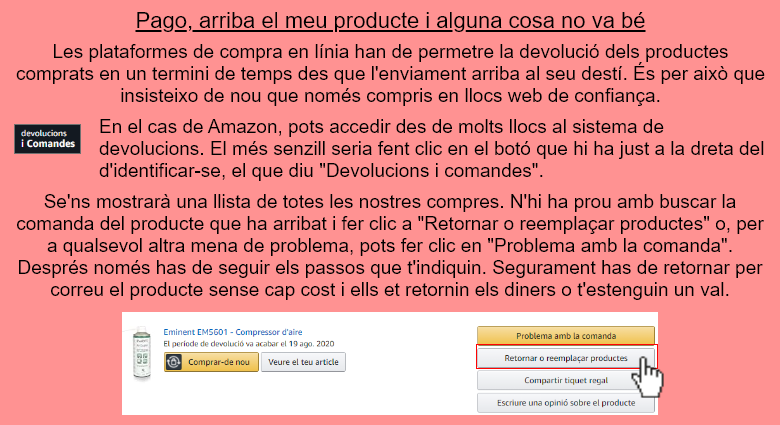 Pago, arriba el meu producte i alguna cosa no va bé
Les plataformes de compra en línia han de permetre la devolució dels productes
comprats en un termini de temps des que l'enviament arriba al seu destí. És per això que
insisteixo de nou que només compris en llocs web de confiança.
devolucions
i Comandes
En el cas de Amazon, pots accedir des de molts llocs al sistema de
devolucions. El més senzill seria fent clic en el botó que hi ha just a la dreta del
d'identificar-se, el que diu "Devolucions i comandes".
Se'ns mostrarà una llista de totes les nostres compres. N'hi ha prou amb buscar la
comanda del producte que ha arribat i fer clic a "Retornar o reemplaçar productes" o, per
a qualsevol altra mena de problema, pots fer clic en "Problema amb la comanda".
Després només has de seguir els passos que t'indiquin. Segurament has de retornar per
correu el producte sense cap cost i ells et retornin els diners o t'estenguin un val.
Eminent EM5601 - Compressor d'aire
El període de devolució va acabar el 19 ago. 2020
Comprar-de nou
Veure el teu article
Problema amb la comanda
Retornar o reemplaçar productes
Compartir tiquet regal
Escriure una opinió sobre el producte